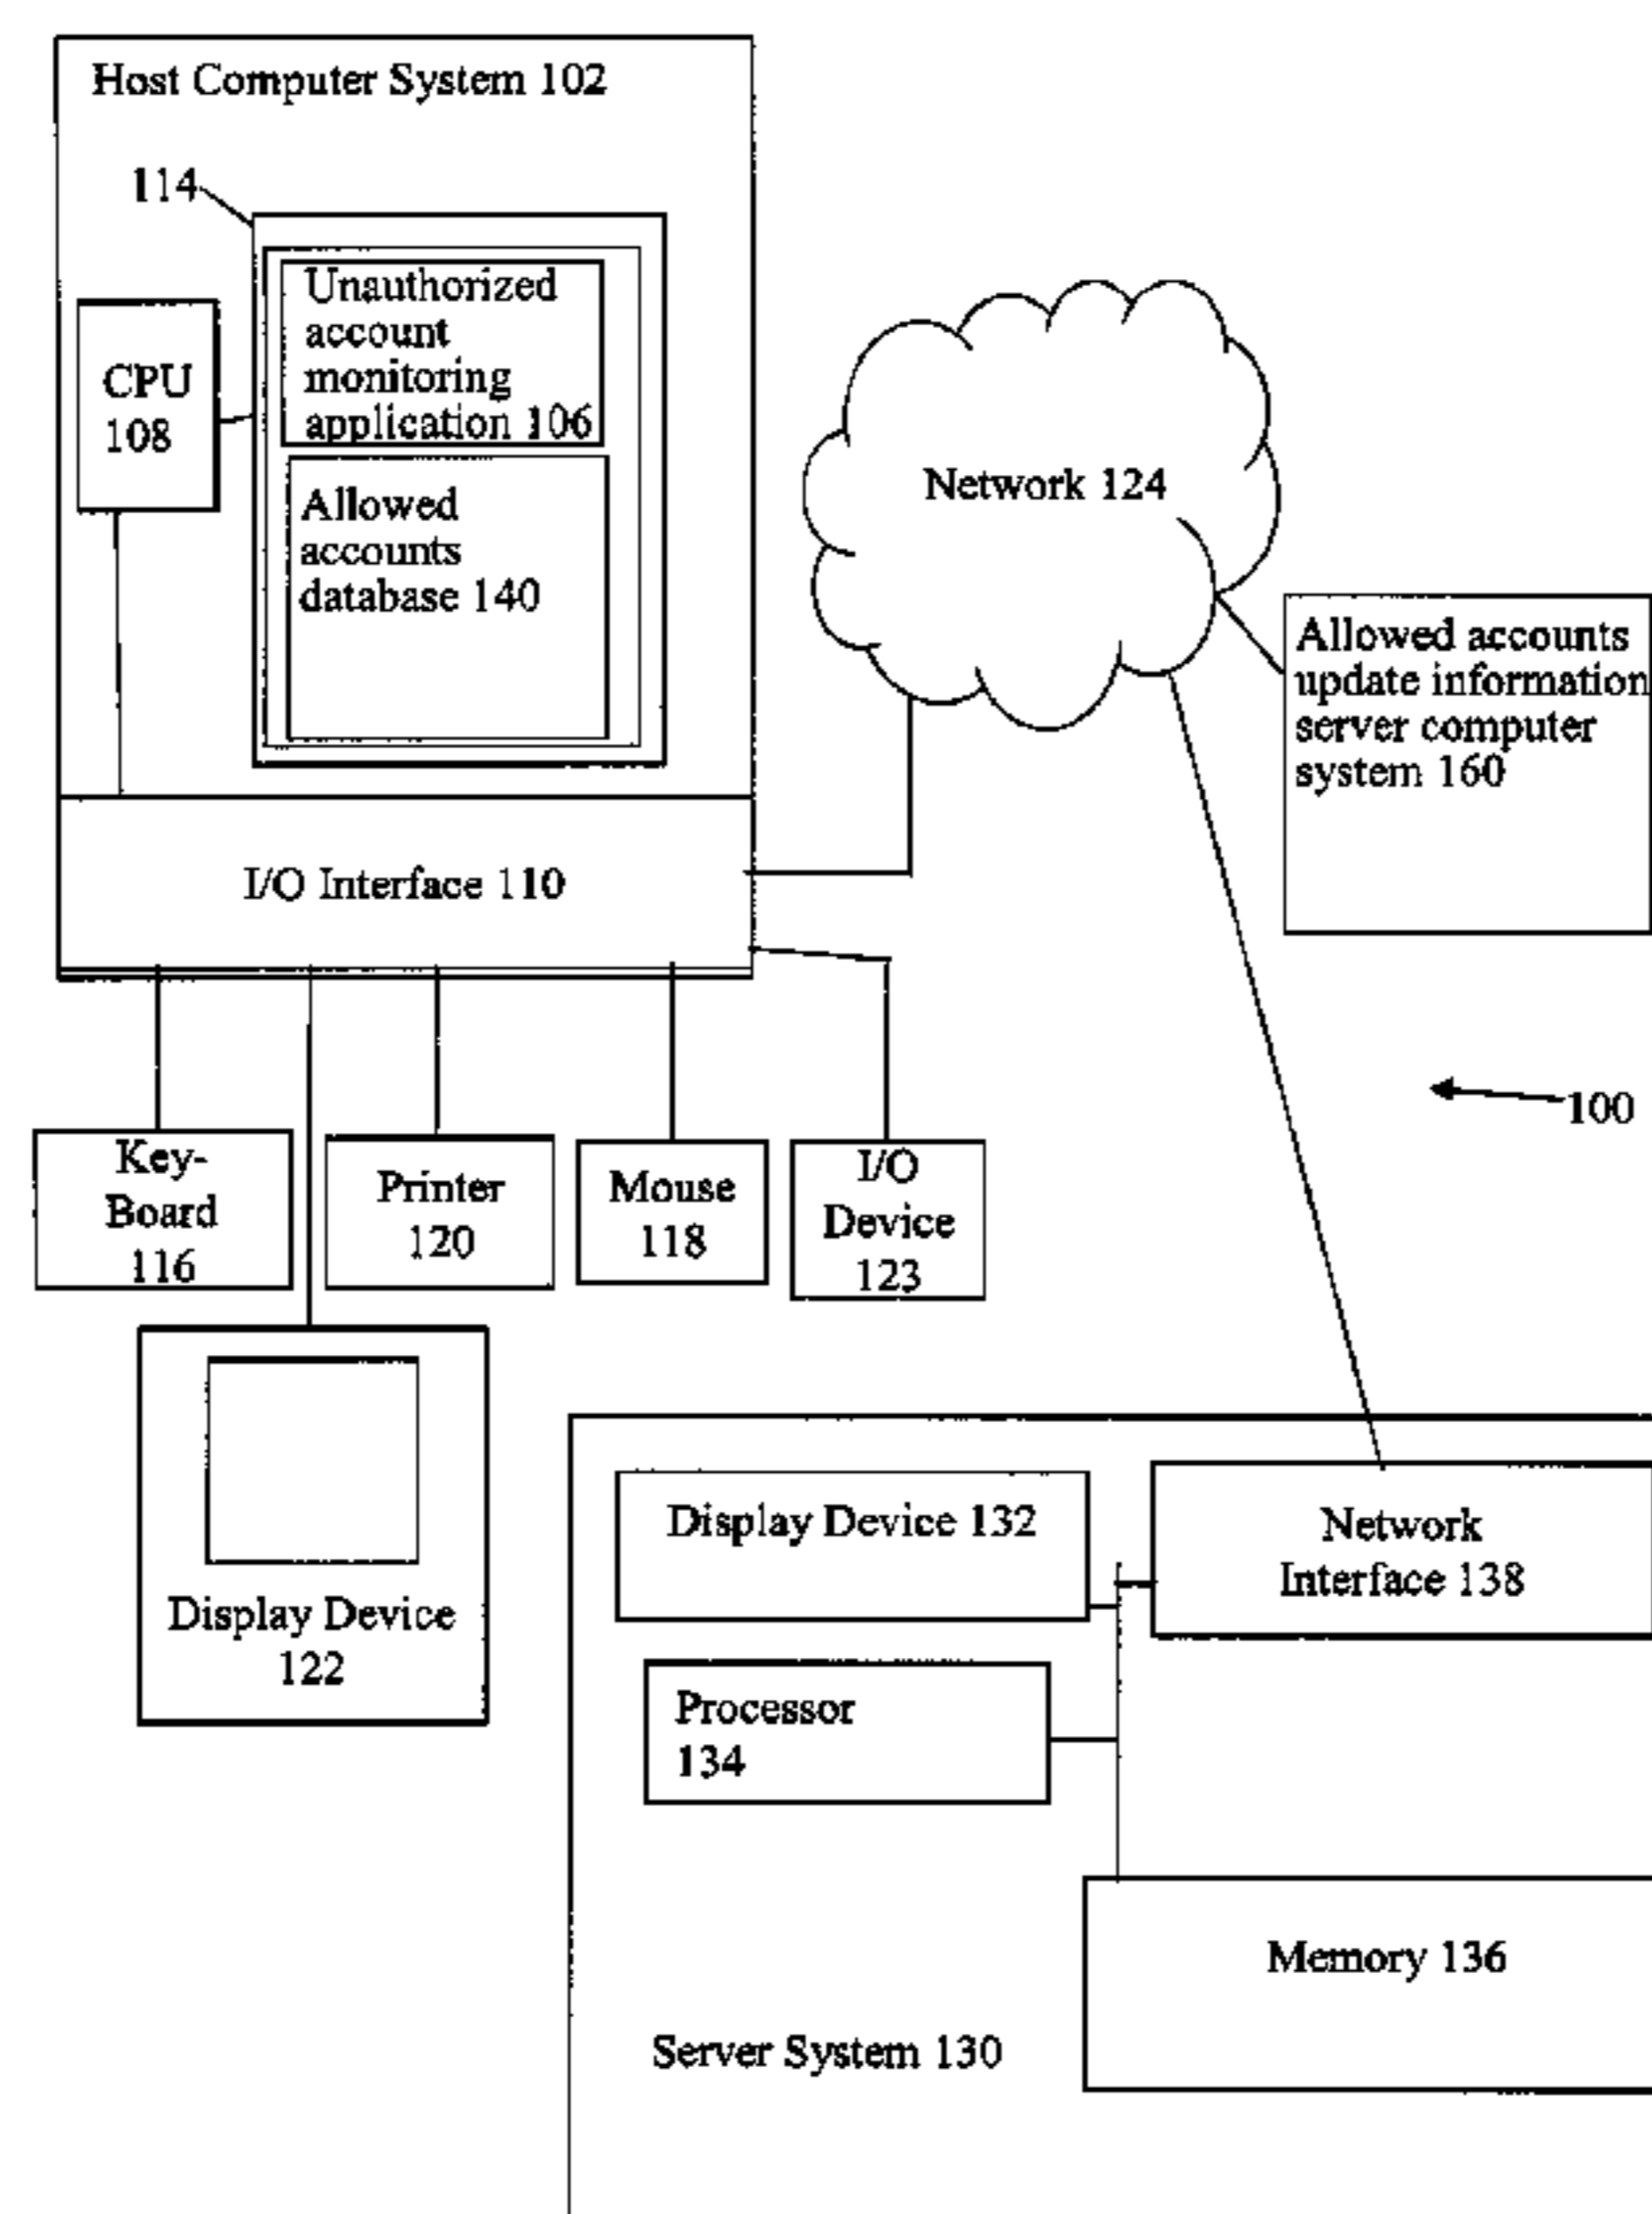 Host Computer System 102
114
Unauthorized
account
monitoring
application 106
CPU
108
Allowed
accounts
database 140
Network 124
Allowed accounts
update information
server computer
system 160
I/O Interface 110
100
Key-
Board
116
Printer
120
Mouse
118
I/O
Device
123
Display Device
122
Display Device 132
Network
Interface 138
Processor
134
Memory 136
Server System 130